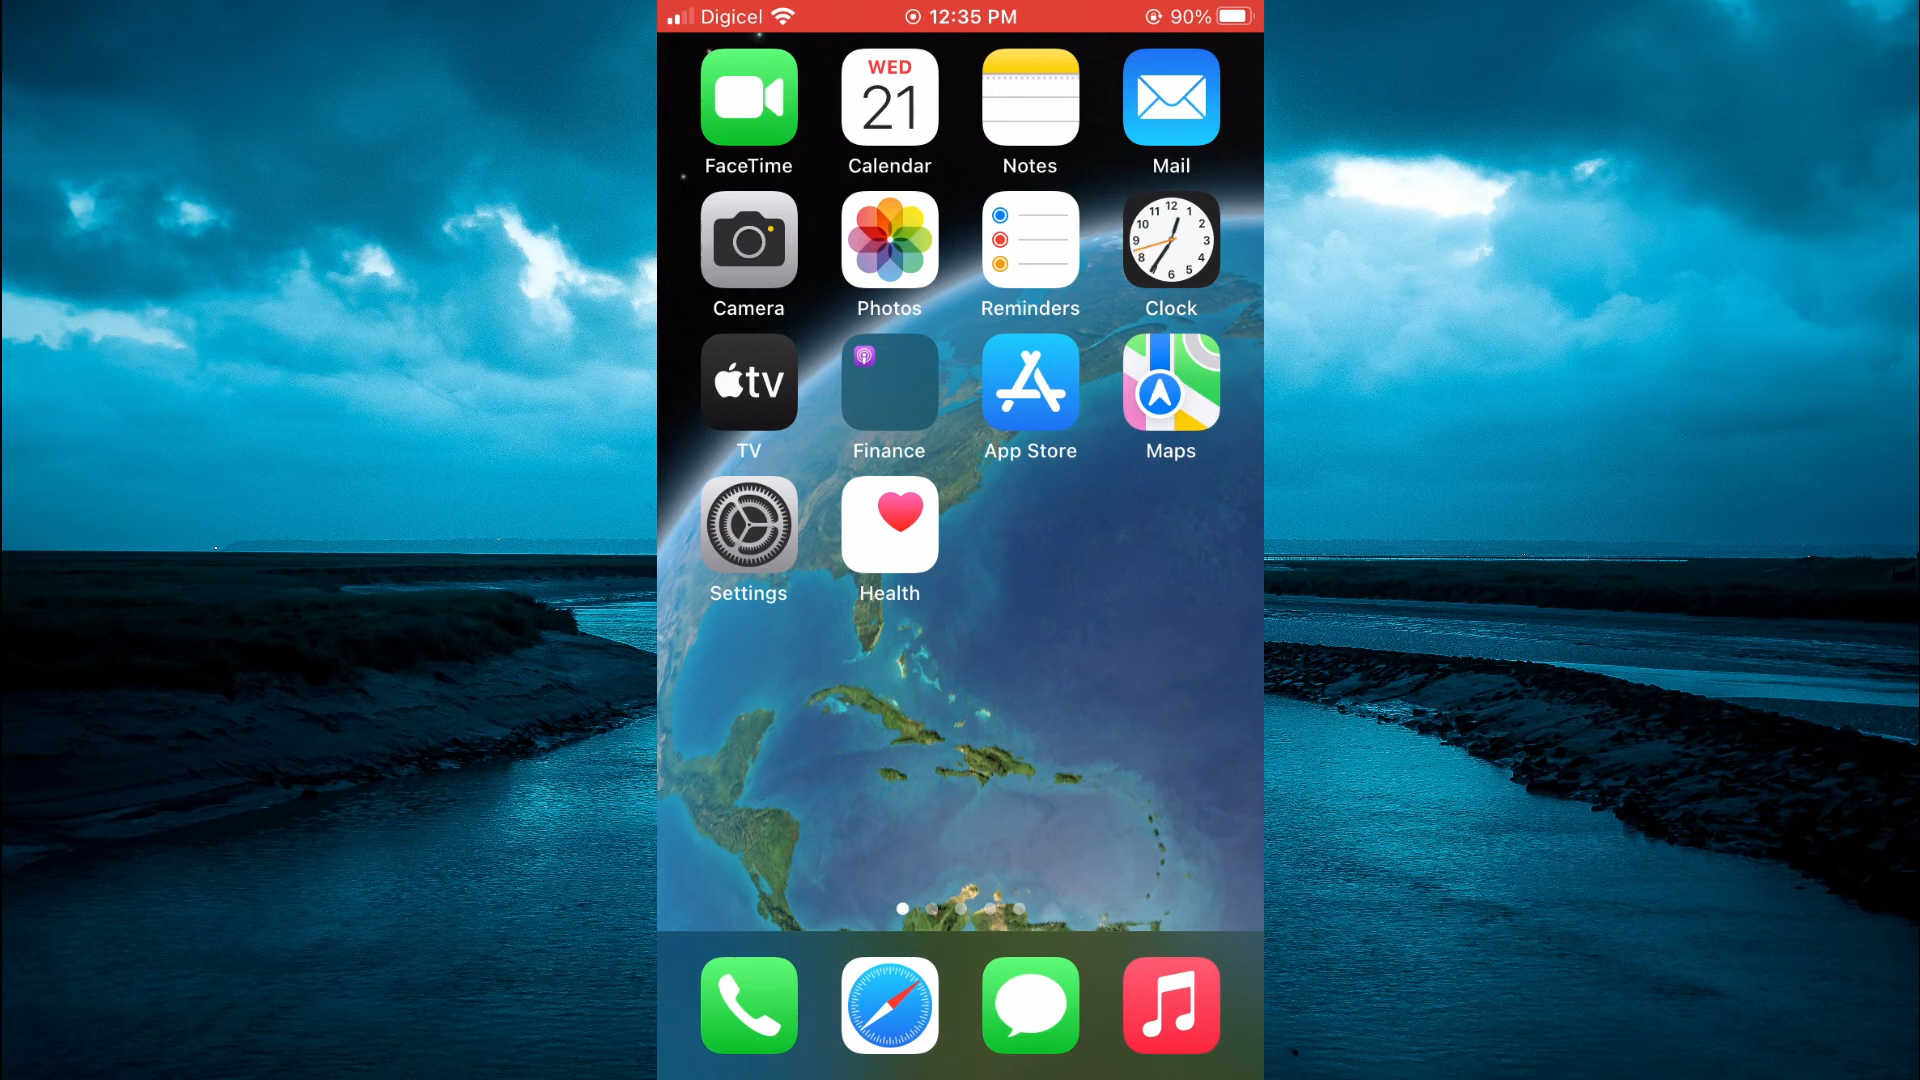 Digicel 12:35 PM 90%
WED
21
FaceTime Calendar Notes Mail
12
11 1
10 2
9 3
8 4
7 6 5
Camera Photos Reminders Clock
tv
TV Finance App Store Maps
Settings Health